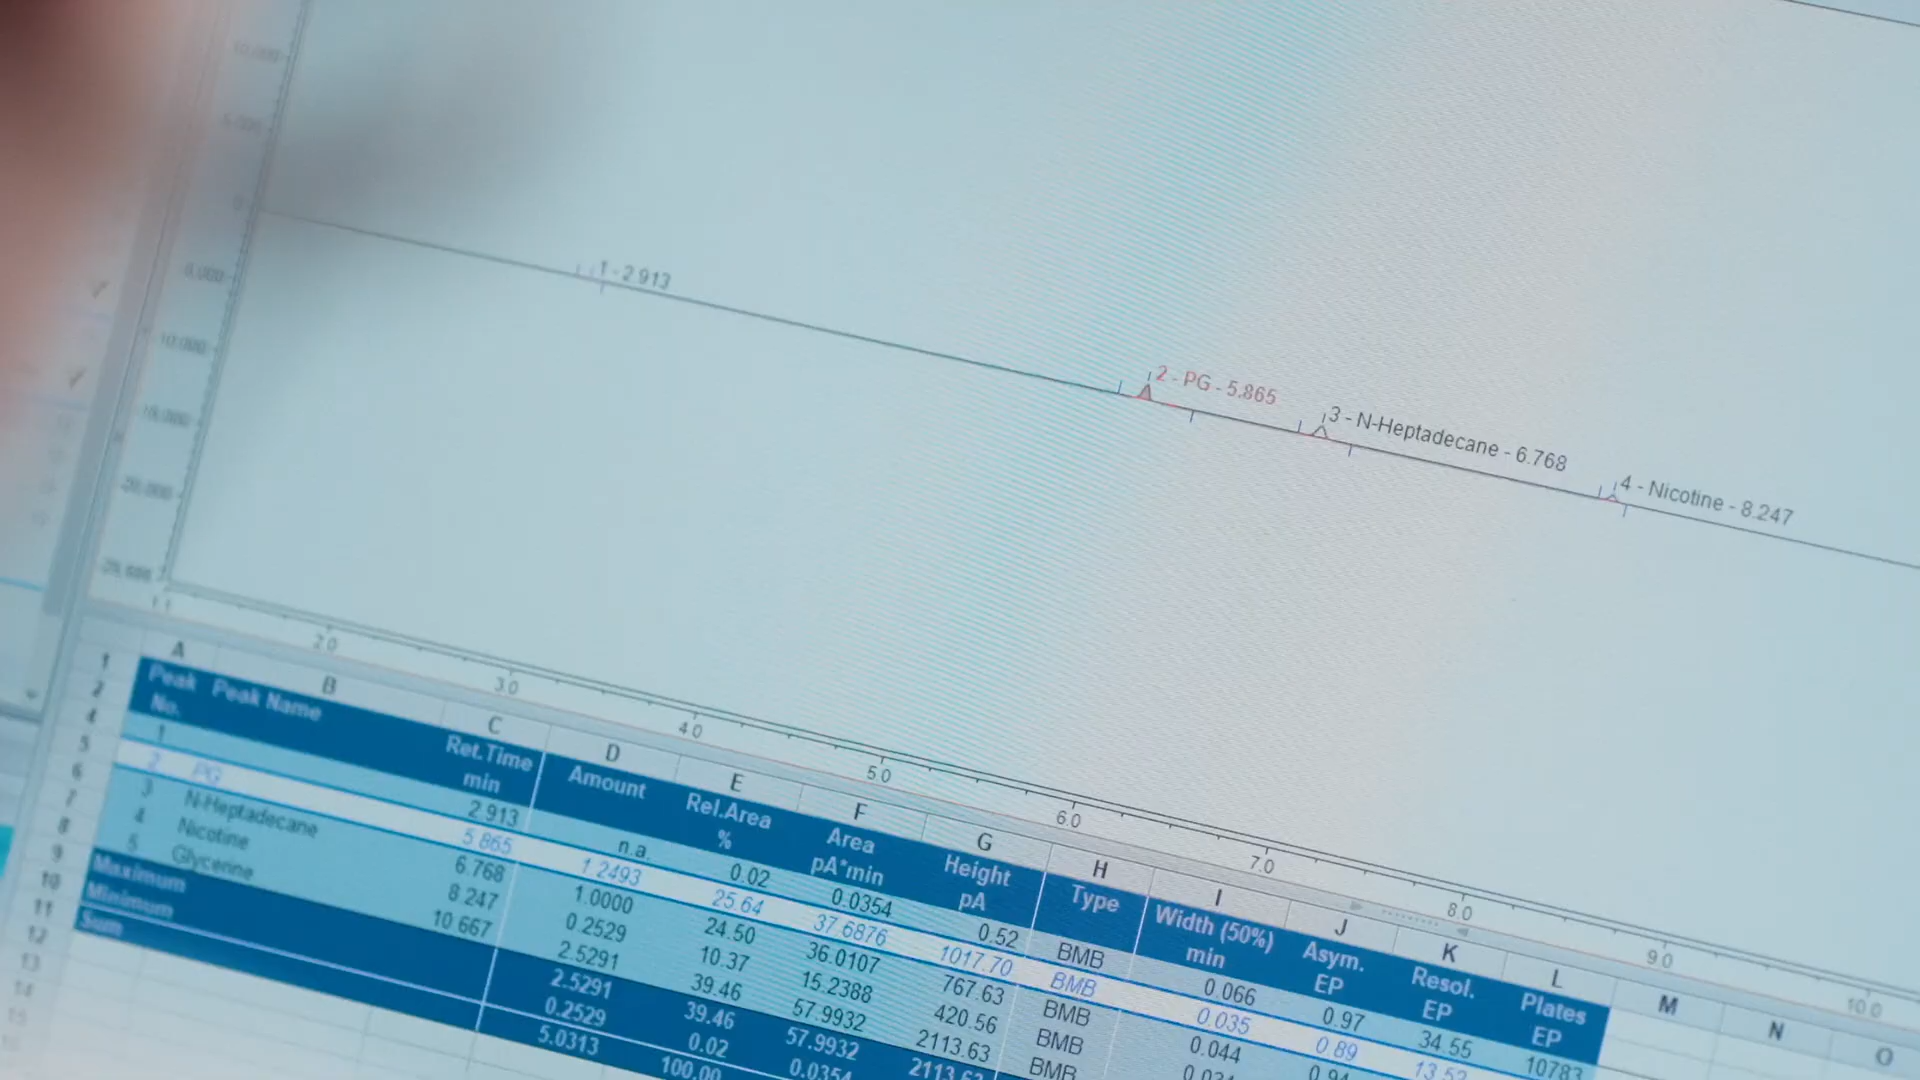 0
5.000
10.000
15.000
20.000
1 - 2.913
2 - PG - 5.865
3 - N-Heptadecane - 6.768
4 - Nicotine - 8.247
2.0 3.0 4.0 5.0 6.0 7.0 8.0 9.0 10.0
A B C D E F G H I J K L M N O
Peak No. Peak Name Ret.Time min Amount Rel.Area % Area pA*min Height pA Type Width (50%) min Asym. EP Resol. EP Plates EP
1 2.913 n.a. 0.02 0.0354 0.52 BMB 0.066 0.97 34.55 10783
2 PG 5.865 1.2493 25.64 37.6876 1017.70 BMB 0.035 0.89 13.52
3 N-Heptadecane 6.768 1.0000 24.50 36.0107 767.63 BMB 0.044
4 Nicotine 8.247 0.2529 10.37 15.2388 420.56 BMB
5 Glycerine 10.667 2.5291 39.46 57.9932 2113.63 BMB
Maximum 2.5291 39.46 57.9932
Minimum 0.2529 0.02 0.0354
Sum 5.0313 100.00